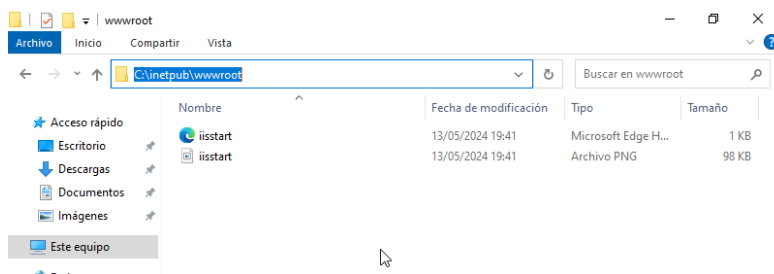 wwwroot
Archivo Inicio Compartir Vista
C:\inetpub\wwwroot Buscar en wwwroot
Nombre Fecha de modificación Tipo Tamaño
Acceso rápido
iisstart 13/05/2024 19:41 Microsoft Edge H... 1 KB
Escritorio
iisstart 13/05/2024 19:41 Archivo PNG 98 KB
Descargas
Documentos
Imágenes
Este equipo